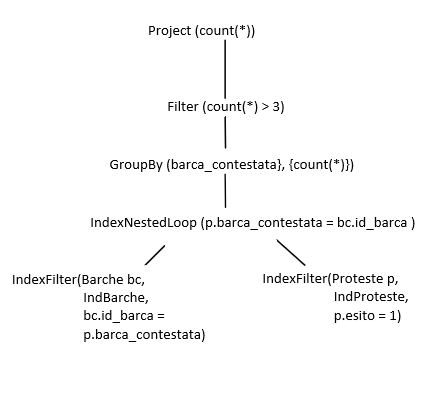 Project (count(*))
Filter (count(*) > 3)
GroupBy (barca_contestata}, {count(*)})
IndexNestedLoop (p.barca_contestata = bc.id_barca )
IndexFilter(Barche bc,
IndBarche,
bc.id_barca =
p.barca_contestata)
IndexFilter(Proteste p,
IndProteste,
p.esito = 1)